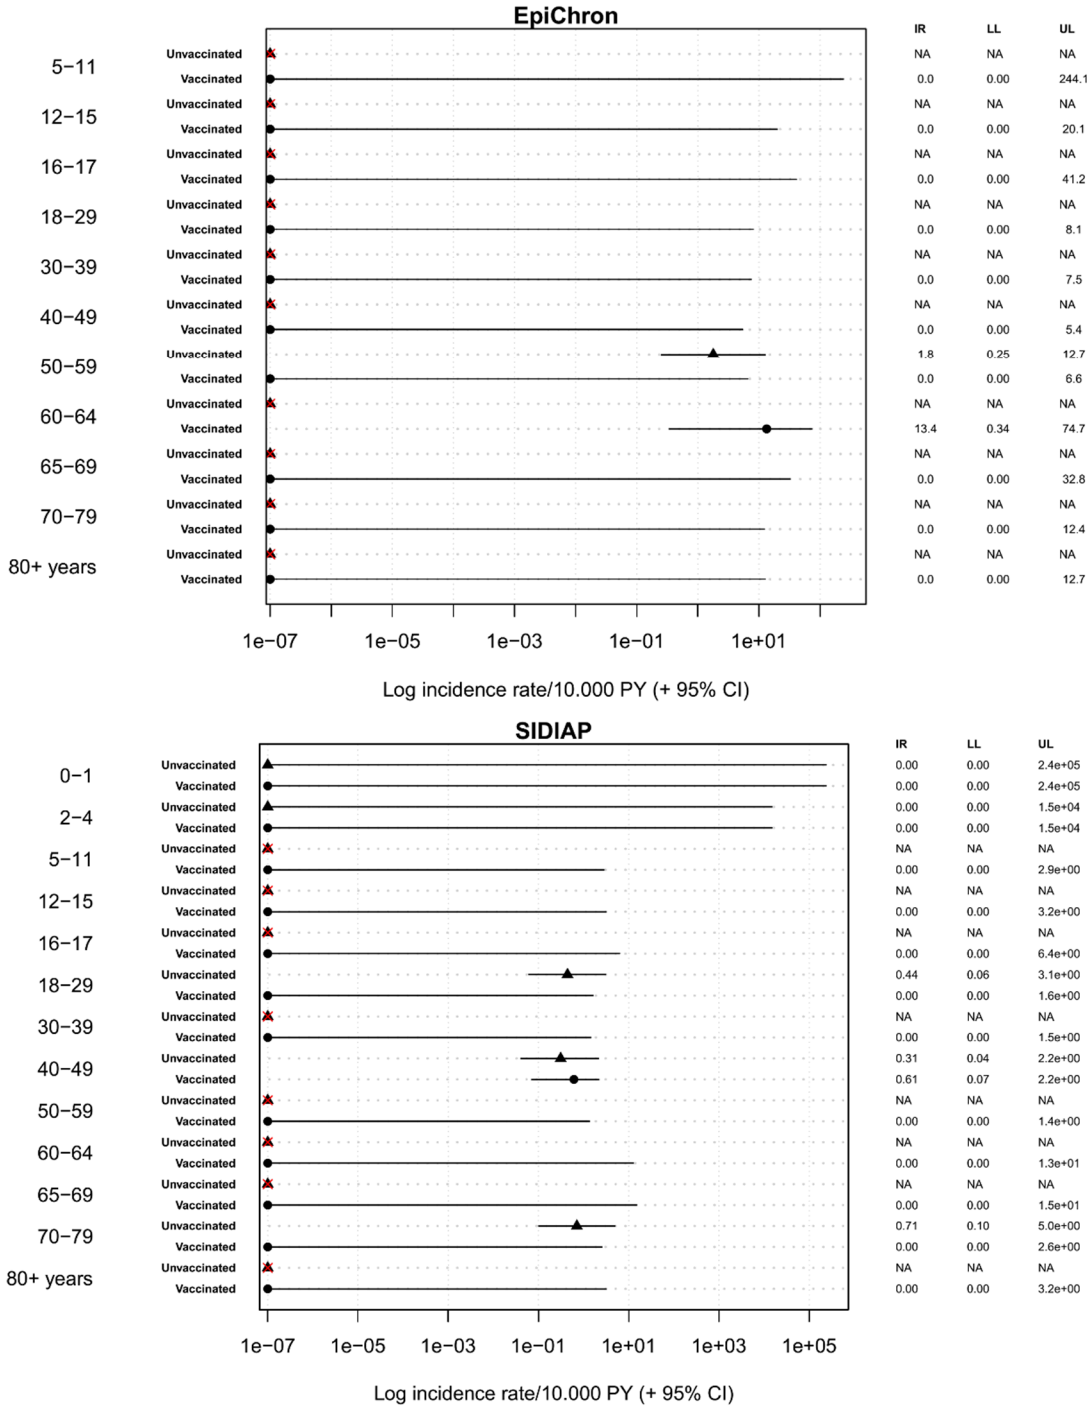 EpiChron
IR LL UL
5−11
Unvaccinated NA NA NA
Vaccinated 0.0 0.00 244.1
12−15
Unvaccinated NA NA NA
Vaccinated 0.0 0.00 20.1
16−17
Unvaccinated NA NA NA
Vaccinated 0.0 0.00 41.2
18−29
Unvaccinated NA NA NA
Vaccinated 0.0 0.00 8.1
30−39
Unvaccinated NA NA NA
Vaccinated 0.0 0.00 7.5
40−49
Unvaccinated NA NA NA
Vaccinated 0.0 0.00 5.4
50−59
Unvaccinated 1.8 0.25 12.7
Vaccinated 0.0 0.00 6.6
60−64
Unvaccinated NA NA NA
Vaccinated 13.4 0.34 74.7
65−69
Unvaccinated NA NA NA
Vaccinated 0.0 0.00 32.8
70−79
Unvaccinated NA NA NA
Vaccinated 0.0 0.00 12.4
80+ years
Unvaccinated NA NA NA
Vaccinated 0.0 0.00 12.7
1e−07 1e−05 1e−03 1e−01 1e+01
Log incidence rate/10.000 PY (+ 95% CI)
SIDIAP
IR LL UL
0−1
Unvaccinated 0.00 0.00 2.4e+05
Vaccinated 0.00 0.00 2.4e+05
2−4
Unvaccinated 0.00 0.00 1.5e+04
Vaccinated 0.00 0.00 1.5e+04
5−11
Unvaccinated NA NA NA
Vaccinated 0.00 0.00 2.9e+00
12−15
Unvaccinated NA NA NA
Vaccinated 0.00 0.00 3.2e+00
16−17
Unvaccinated NA NA NA
Vaccinated 0.00 0.00 6.4e+00
18−29
Unvaccinated 0.44 0.06 3.1e+00
Vaccinated 0.00 0.00 1.6e+00
30−39
Unvaccinated NA NA NA
Vaccinated 0.00 0.00 1.5e+00
40−49
Unvaccinated 0.31 0.04 2.2e+00
Vaccinated 0.61 0.07 2.2e+00
50−59
Unvaccinated NA NA NA
Vaccinated 0.00 0.00 1.4e+00
60−64
Unvaccinated NA NA NA
Vaccinated 0.00 0.00 1.3e+01
65−69
Unvaccinated NA NA NA
Vaccinated 0.00 0.00 1.5e+01
70−79
Unvaccinated 0.71 0.10 5.0e+00
Vaccinated 0.00 0.00 2.6e+00
80+ years
Unvaccinated NA NA NA
Vaccinated 0.00 0.00 3.2e+00
1e−07 1e−05 1e−03 1e−01 1e+01 1e+03 1e+05
Log incidence rate/10.000 PY (+ 95% CI)